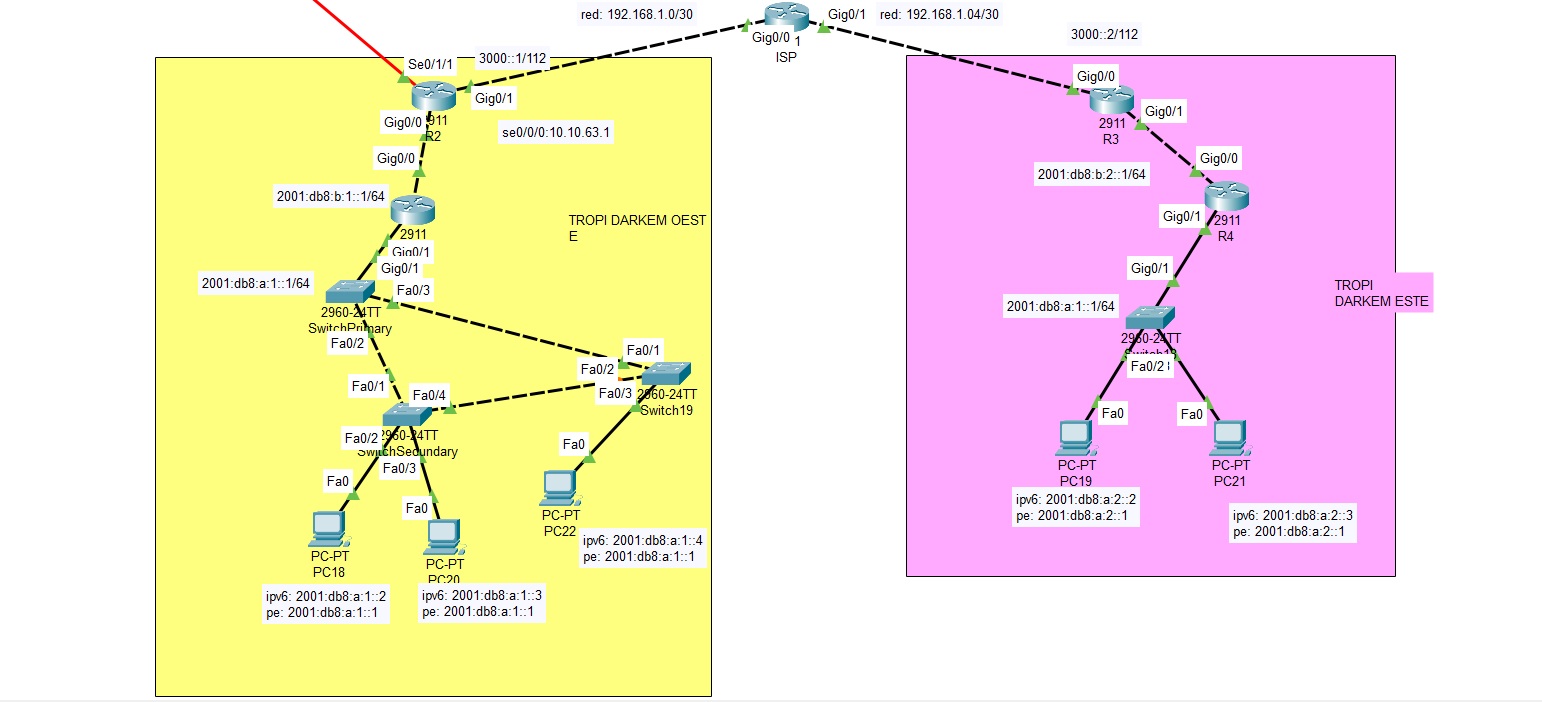 red: 192.168.1.0/30
Gig0/1
red: 192.168.1.04/30
Gig0/0
1
ISP
3000::2/112
Se0/1/1
3000::1/112
Gig0/1
Gig0/0
R2
se0/0/0:10.10.63.1
Gig0/0
2001:db8:b:1::1/64
2911
Gig0/1
Gig0/1
TROPI DARKEM OEST
E
2001:db8:a:1::1/64
Fa0/3
2960-24TT
SwitchPrimary
Fa0/2
Fa0/1
Fa0/2
Fa0/3
2960-24TT
Switch19
Fa0/1
Fa0/4
2960-24TT
SwitchSecundary
Fa0/2
Fa0/3
Fa0
Fa0
Fa0
PC-PT
PC22
ipv6: 2001:db8:a:1::4
pe: 2001:db8:a:1::1
PC-PT
PC18
PC-PT
PC20
ipv6: 2001:db8:a:1::2
pe: 2001:db8:a:1::1
ipv6: 2001:db8:a:1::3
pe: 2001:db8:a:1::1
Gig0/0
2911
R3
Gig0/1
Gig0/0
2001:db8:b:2::1/64
Gig0/1
2911
R4
Gig0/1
TROPI
DARKEM ESTE
2001:db8:a:1::1/64
2960-24TT
Fa0/2
Fa0
Fa0
PC-PT
PC19
PC-PT
PC21
ipv6: 2001:db8:a:2::2
pe: 2001:db8:a:2::1
ipv6: 2001:db8:a:2::3
pe: 2001:db8:a:2::1